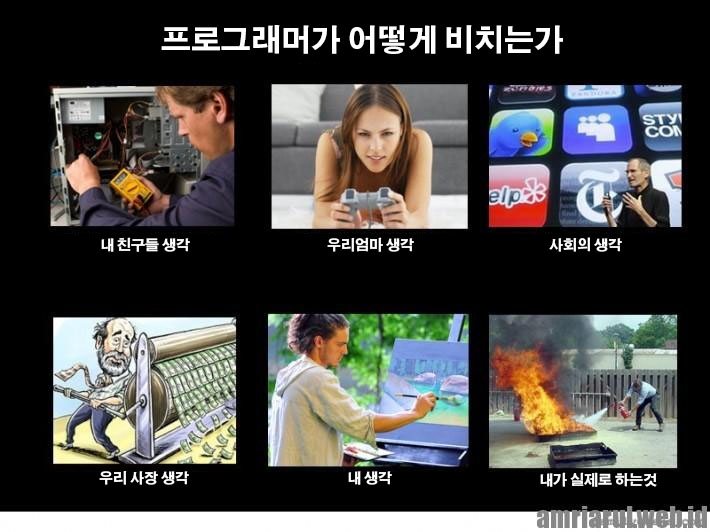 프로그래머가 어떻게 비치는가
PANDORA
STYL
COM
elp
내 친구들 생각
우리엄마 생각
사회의 생각
우리 사장 생각
내 생각
내가 실제로 하는것
amriarul.web.id